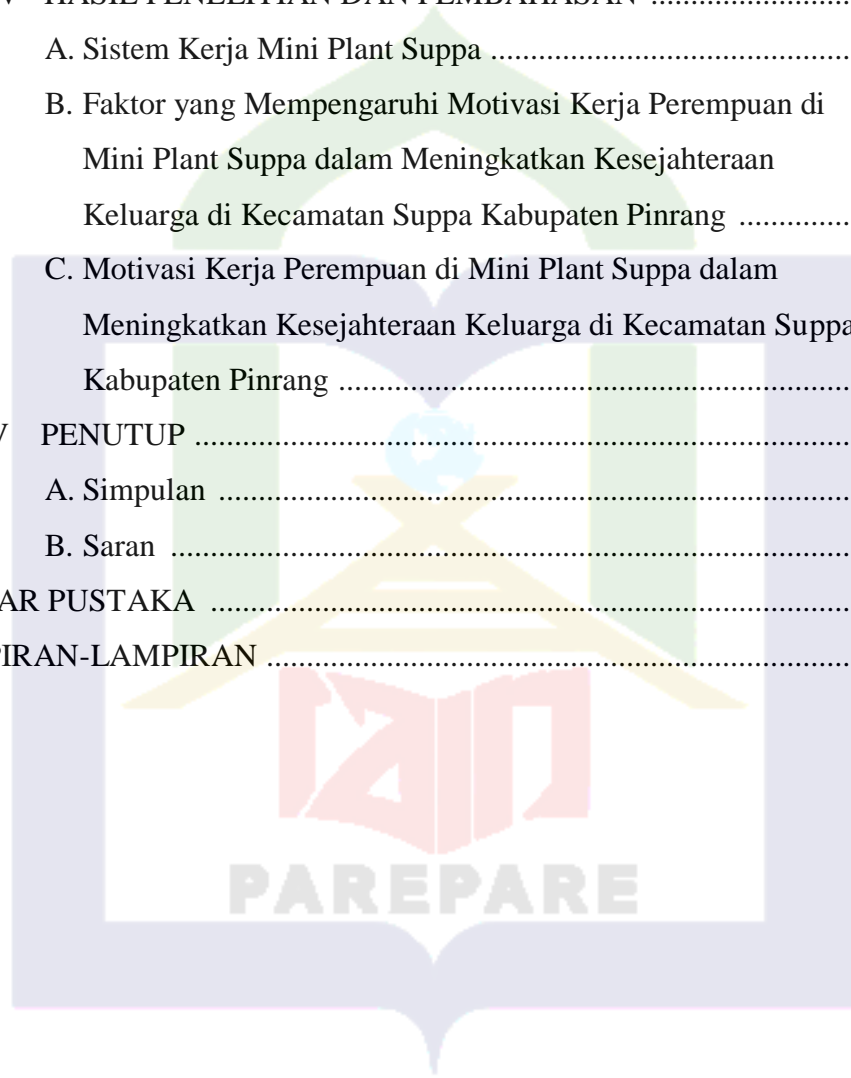 V HASIL PENELITIAN DAN PEMBAHASAN ........................
A. Sistem Kerja Mini Plant Suppa .............................................
B. Faktor yang Mempengaruhi Motivasi Kerja Perempuan di
Mini Plant Suppa dalam Meningkatkan Kesejahteraan
Keluarga di Kecamatan Suppa Kabupaten Pinrang ..............
C. Motivasi Kerja Perempuan di Mini Plant Suppa dalam
Meningkatkan Kesejahteraan Keluarga di Kecamatan Suppa
Kabupaten Pinrang ................................................................
V PENUTUP ..................................................................................
A. Simpulan ...............................................................................
B. Saran .....................................................................................
AR PUSTAKA ................................................................................
PIRAN-LAMPIRAN .........................................................................
IAIN
PAREPARE